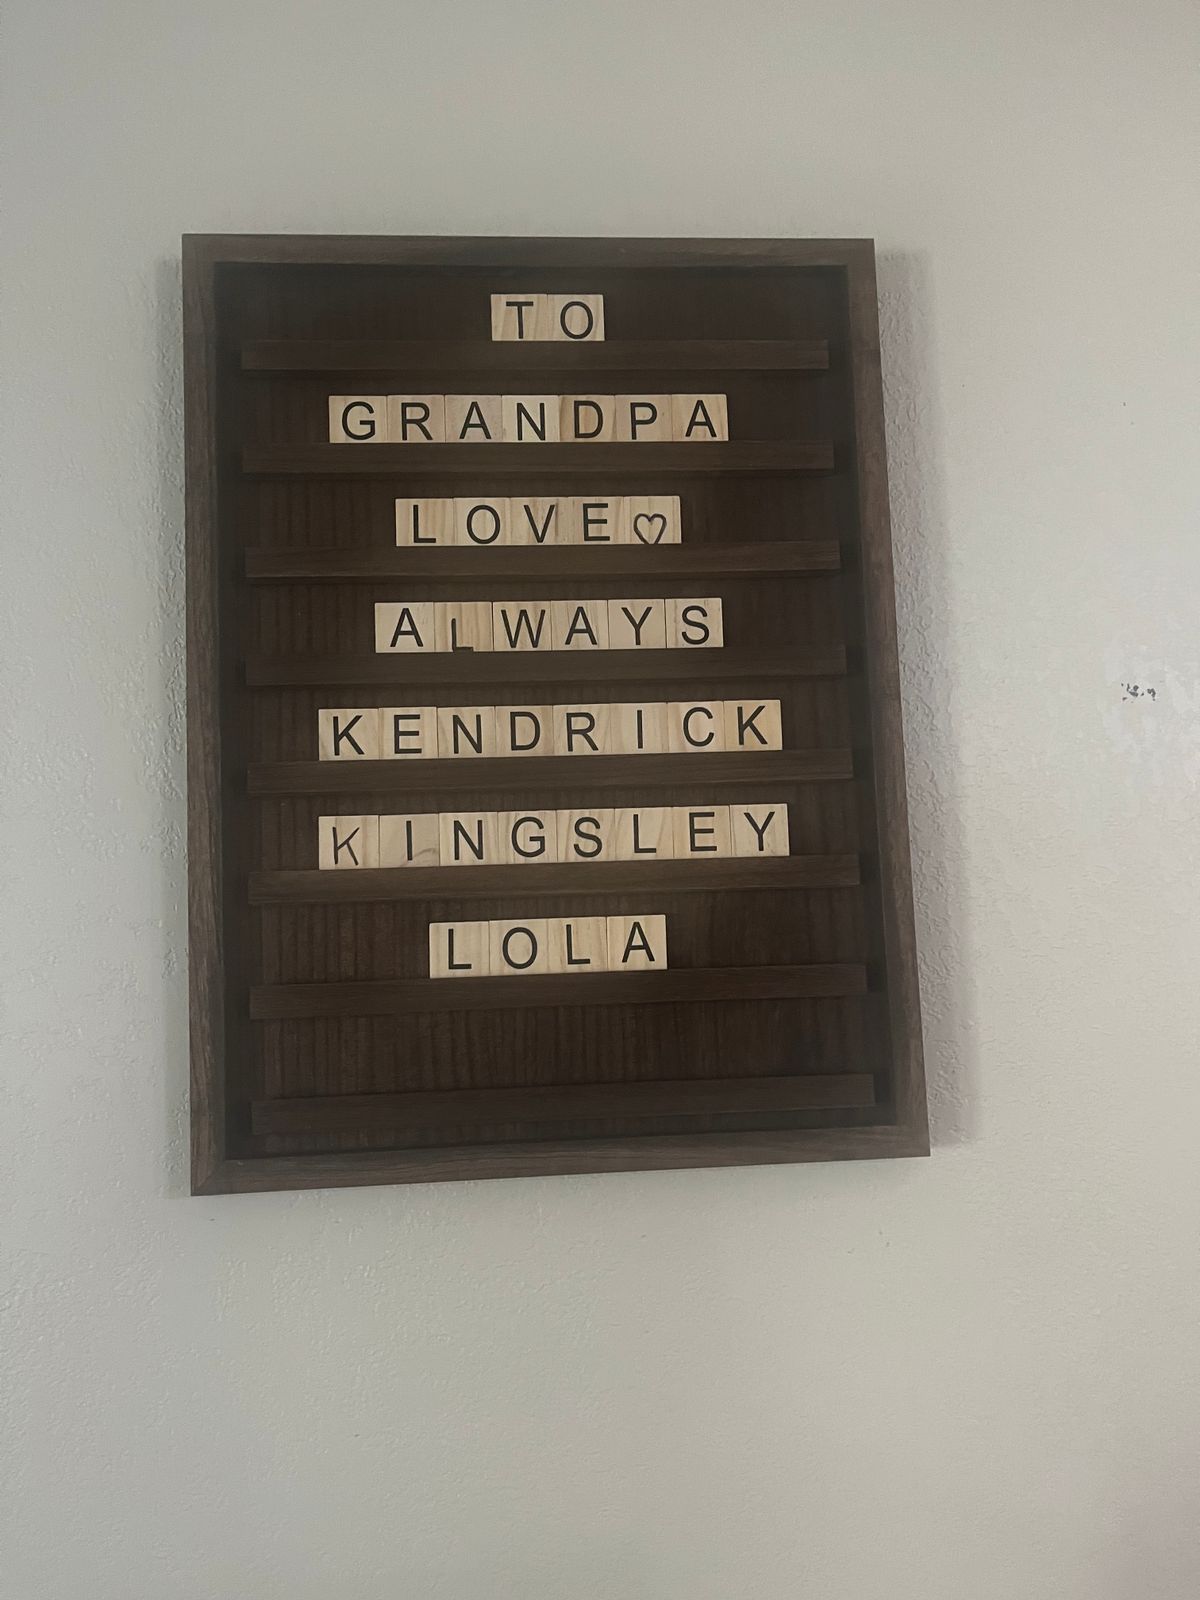 TO
GRANDPA
LOVE♡
ALWAYS
KENDRICK
KINGSLEY
LOLA